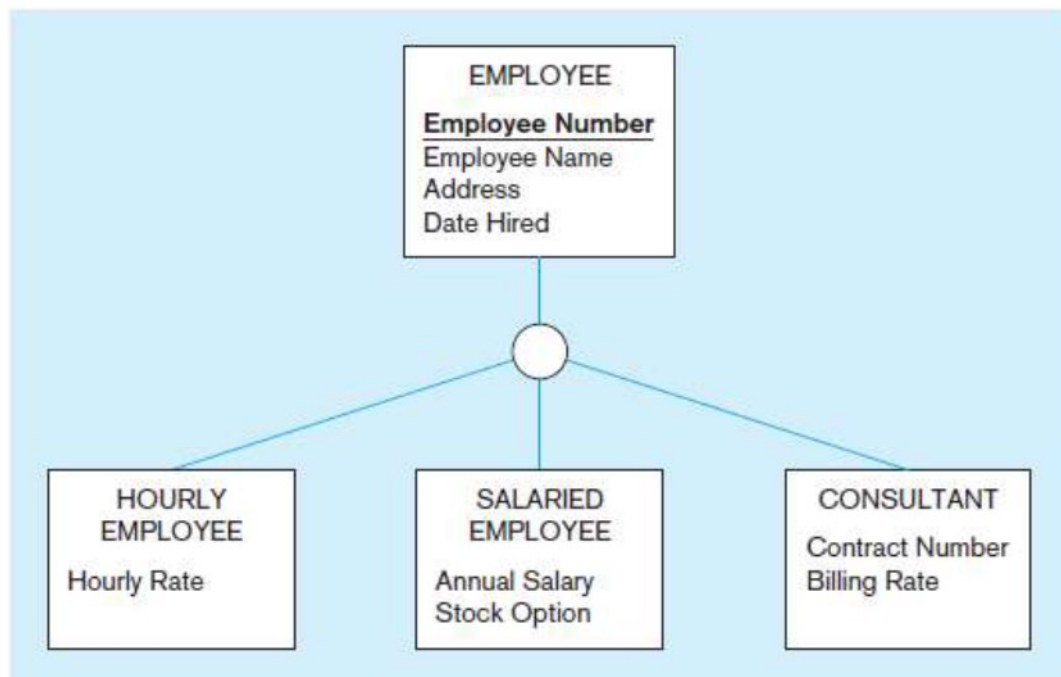 EMPLOYEE
Employee Number
Employee Name
Address
Date Hired
HOURLY
EMPLOYEE
Hourly Rate
SALARIED
EMPLOYEE
Annual Salary
Stock Option
CONSULTANT
Contract Number
Billing Rate